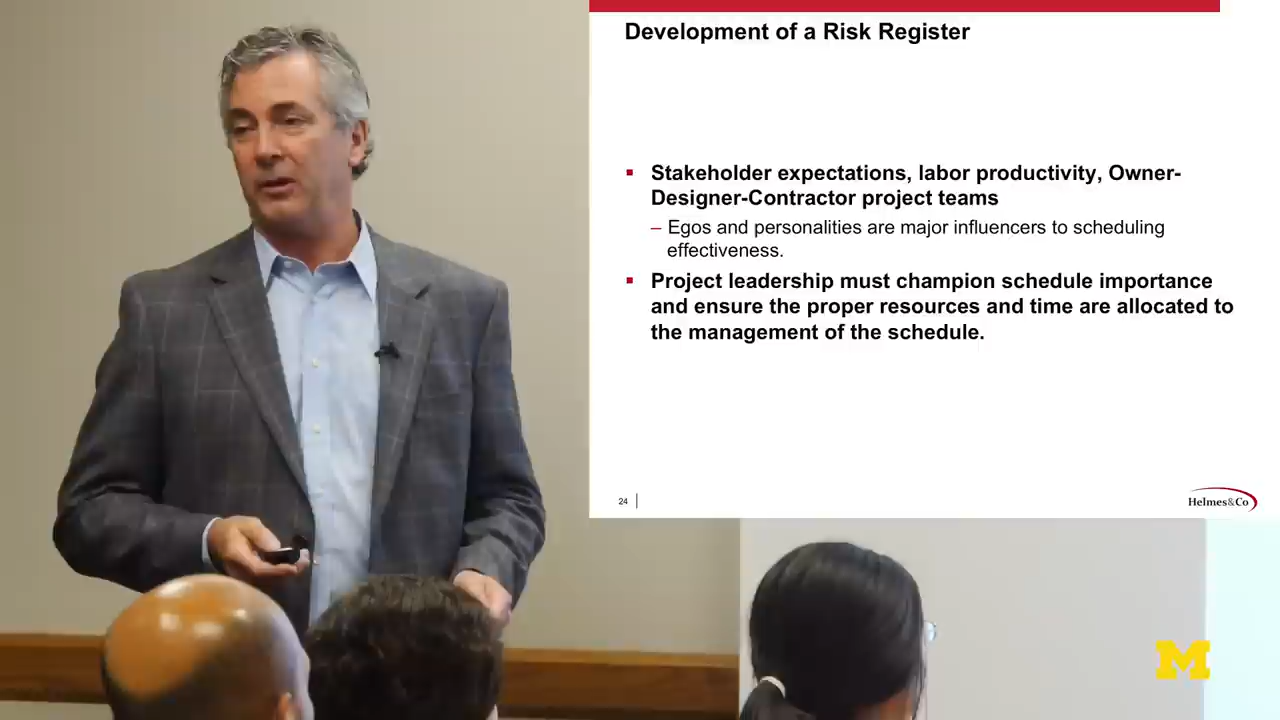 Development of a Risk Register
▪ Stakeholder expectations, labor productivity, Owner-
Designer-Contractor project teams
– Egos and personalities are major influencers to scheduling
effectiveness.
▪ Project leadership must champion schedule importance
and ensure the proper resources and time are allocated to
the management of the schedule.
24
Helmes&Co
M